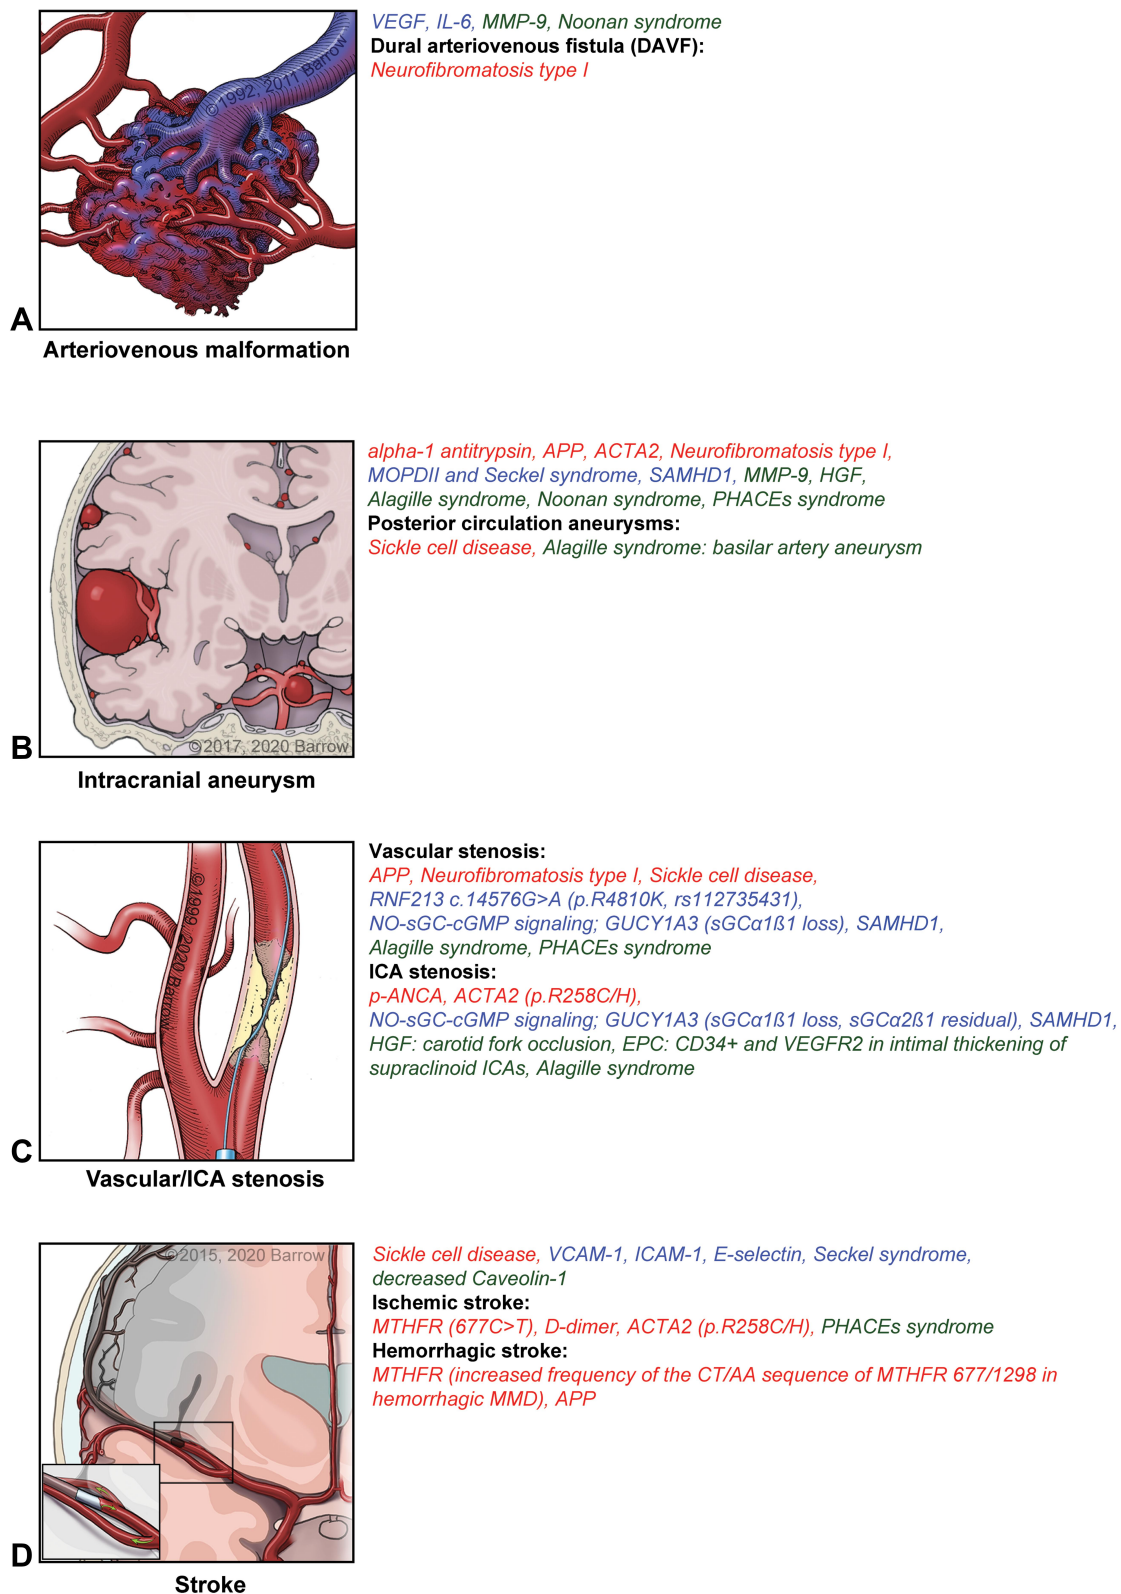 VEGF, IL-6, MMP-9, Noonan syndrome
Dural arteriovenous fistula (DAVF):
Neurofibromatosis type I
©1992, 2011 Barrow
A
Arteriovenous malformation
alpha-1 antitrypsin, APP, ACTA2, Neurofibromatosis type I,
MOPDII and Seckel syndrome, SAMHD1, MMP-9, HGF,
Alagille syndrome, Noonan syndrome, PHACEs syndrome
Posterior circulation aneurysms:
Sickle cell disease, Alagille syndrome: basilar artery aneurysm
©2017, 2020 Barrow
B
Intracranial aneurysm
Vascular stenosis:
APP, Neurofibromatosis type I, Sickle cell disease,
RNF213 c.14576G>A (p.R4810K, rs112735431),
NO-sGC-cGMP signaling; GUCY1A3 (sGCα1ß1 loss), SAMHD1,
Alagille syndrome, PHACEs syndrome
ICA stenosis:
p-ANCA, ACTA2 (p.R258C/H),
NO-sGC-cGMP signaling; GUCY1A3 (sGCα1ß1 loss, sGCα2ß1 residual), SAMHD1,
HGF: carotid fork occlusion, EPC: CD34+ and VEGFR2 in intimal thickening of
supraclinoid ICAs, Alagille syndrome
©1999, 2020 Barrow
C
Vascular/ICA stenosis
©2015, 2020 Barrow
Sickle cell disease, VCAM-1, ICAM-1, E-selectin, Seckel syndrome,
decreased Caveolin-1
Ischemic stroke:
MTHFR (677C>T), D-dimer, ACTA2 (p.R258C/H), PHACEs syndrome
Hemorrhagic stroke:
MTHFR (increased frequency of the CT/AA sequence of MTHFR 677/1298 in
hemorrhagic MMD), APP
D
Stroke